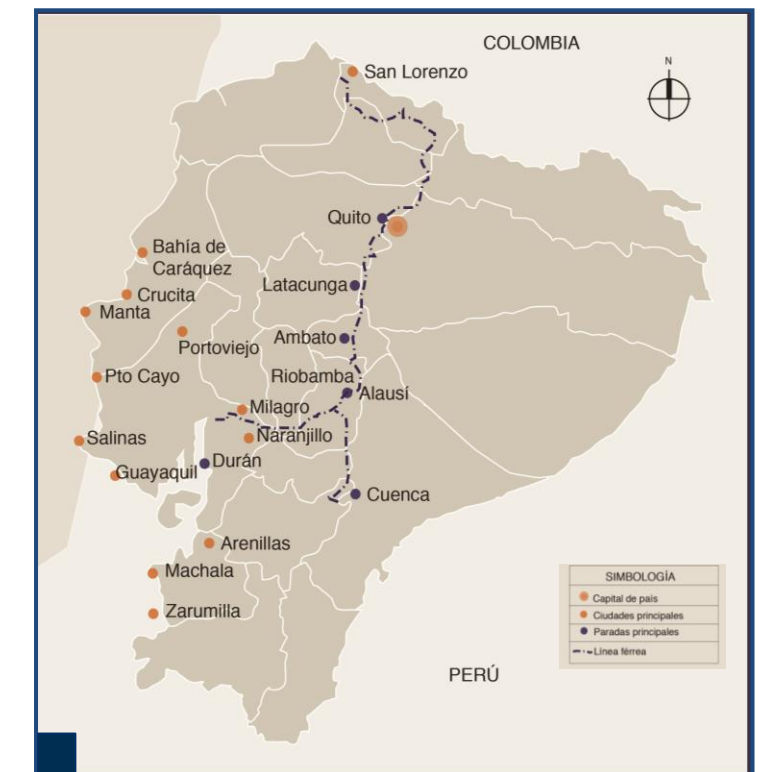 COLOMBIA
N
San Lorenzo
Quito
Bahía de
Caráquez
Latacunga
Crucita
Manta
Portoviejo
Ambato
Pto Cayo
Riobamba
Alausí
Milagro
Naranjillo
Salinas
Guayaquil
Durán
Cuenca
Arenillas
Machala
Zarumilla
PERÚ
SIMBOLOGÍA
Capital de país
Ciudades principales
Paradas principales
Línea férrea